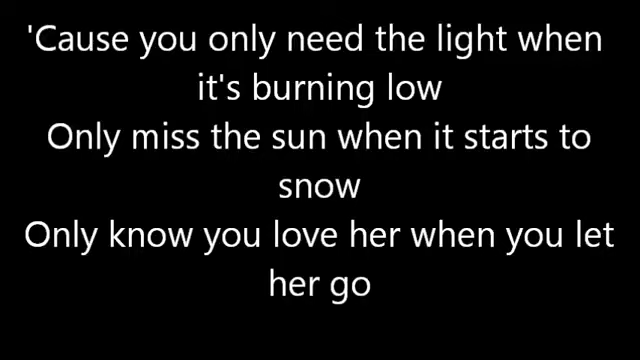 'Cause you only need the light when
it's burning low
Only miss the sun when it starts to
snow
Only know you love her when you let
her go